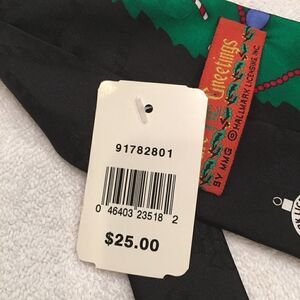 91782801
0 46403 23518 2
$25.00
Greetings
BY MMG © HALLMARK LICENSING, INC.